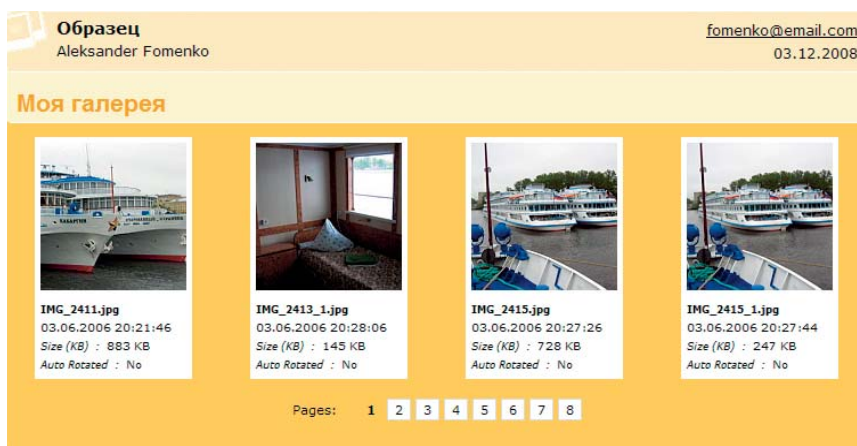 Образец
Aleksander Fomenko
fomenko@email.com
03.12.2008
Моя галерея
IMG_2411.jpg
03.06.2006 20:21:46
Size (KB) : 883 KB
Auto Rotated : No
IMG_2413_1.jpg
03.06.2006 20:28:06
Size (KB) : 145 KB
Auto Rotated : No
IMG_2415.jpg
03.06.2006 20:27:26
Size (KB) : 728 KB
Auto Rotated : No
IMG_2415_1.jpg
03.06.2006 20:27:44
Size (KB) : 247 KB
Auto Rotated : No
Pages: 1 2 3 4 5 6 7 8